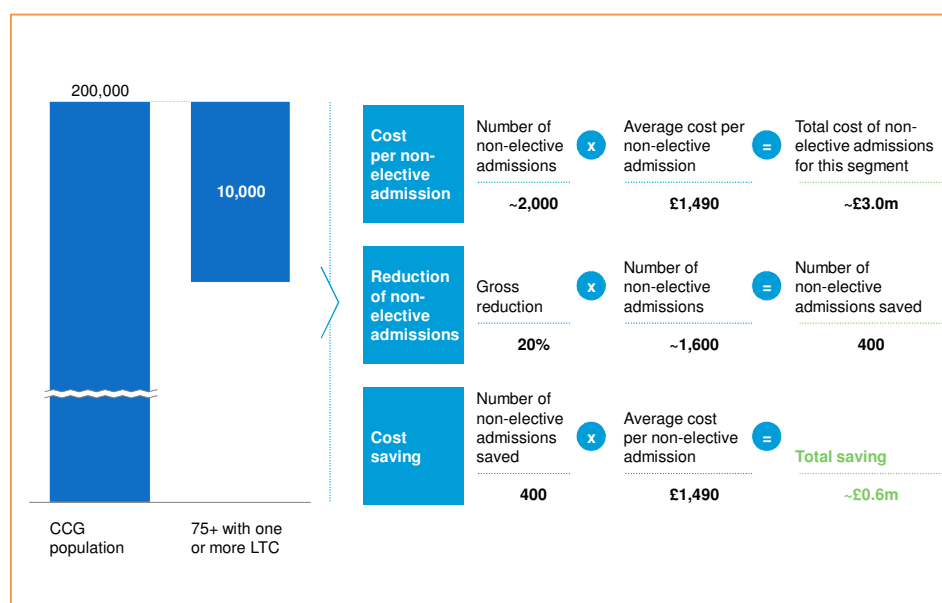 200,000
10,000
CCG
population
75+ with one
or more LTC
Cost
per non-
elective
admission
Number of
non-elective
admissions
~2,000
x
Average cost per
non-elective
admission
£1,490
=
Total cost of non-
elective admissions
for this segment
~£3.0m
Reduction
of non-
elective
admissions
Gross
reduction
20%
x
Number of
non-elective
admissions
~1,600
=
Number of
non-elective
admissions saved
400
Cost
saving
Number of
non-elective
admissions
saved
400
x
Average cost
per non-elective
admission
£1,490
=
Total saving
~£0.6m